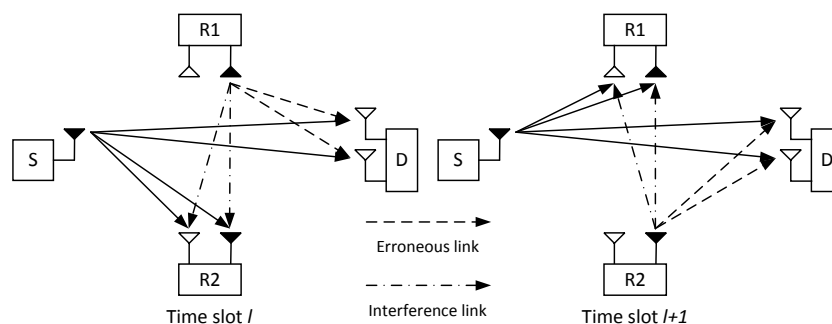 R1
R1
S
D
S
D
Erroneous link
R2
R2
Interference link
Time slot l
Time slot l+1